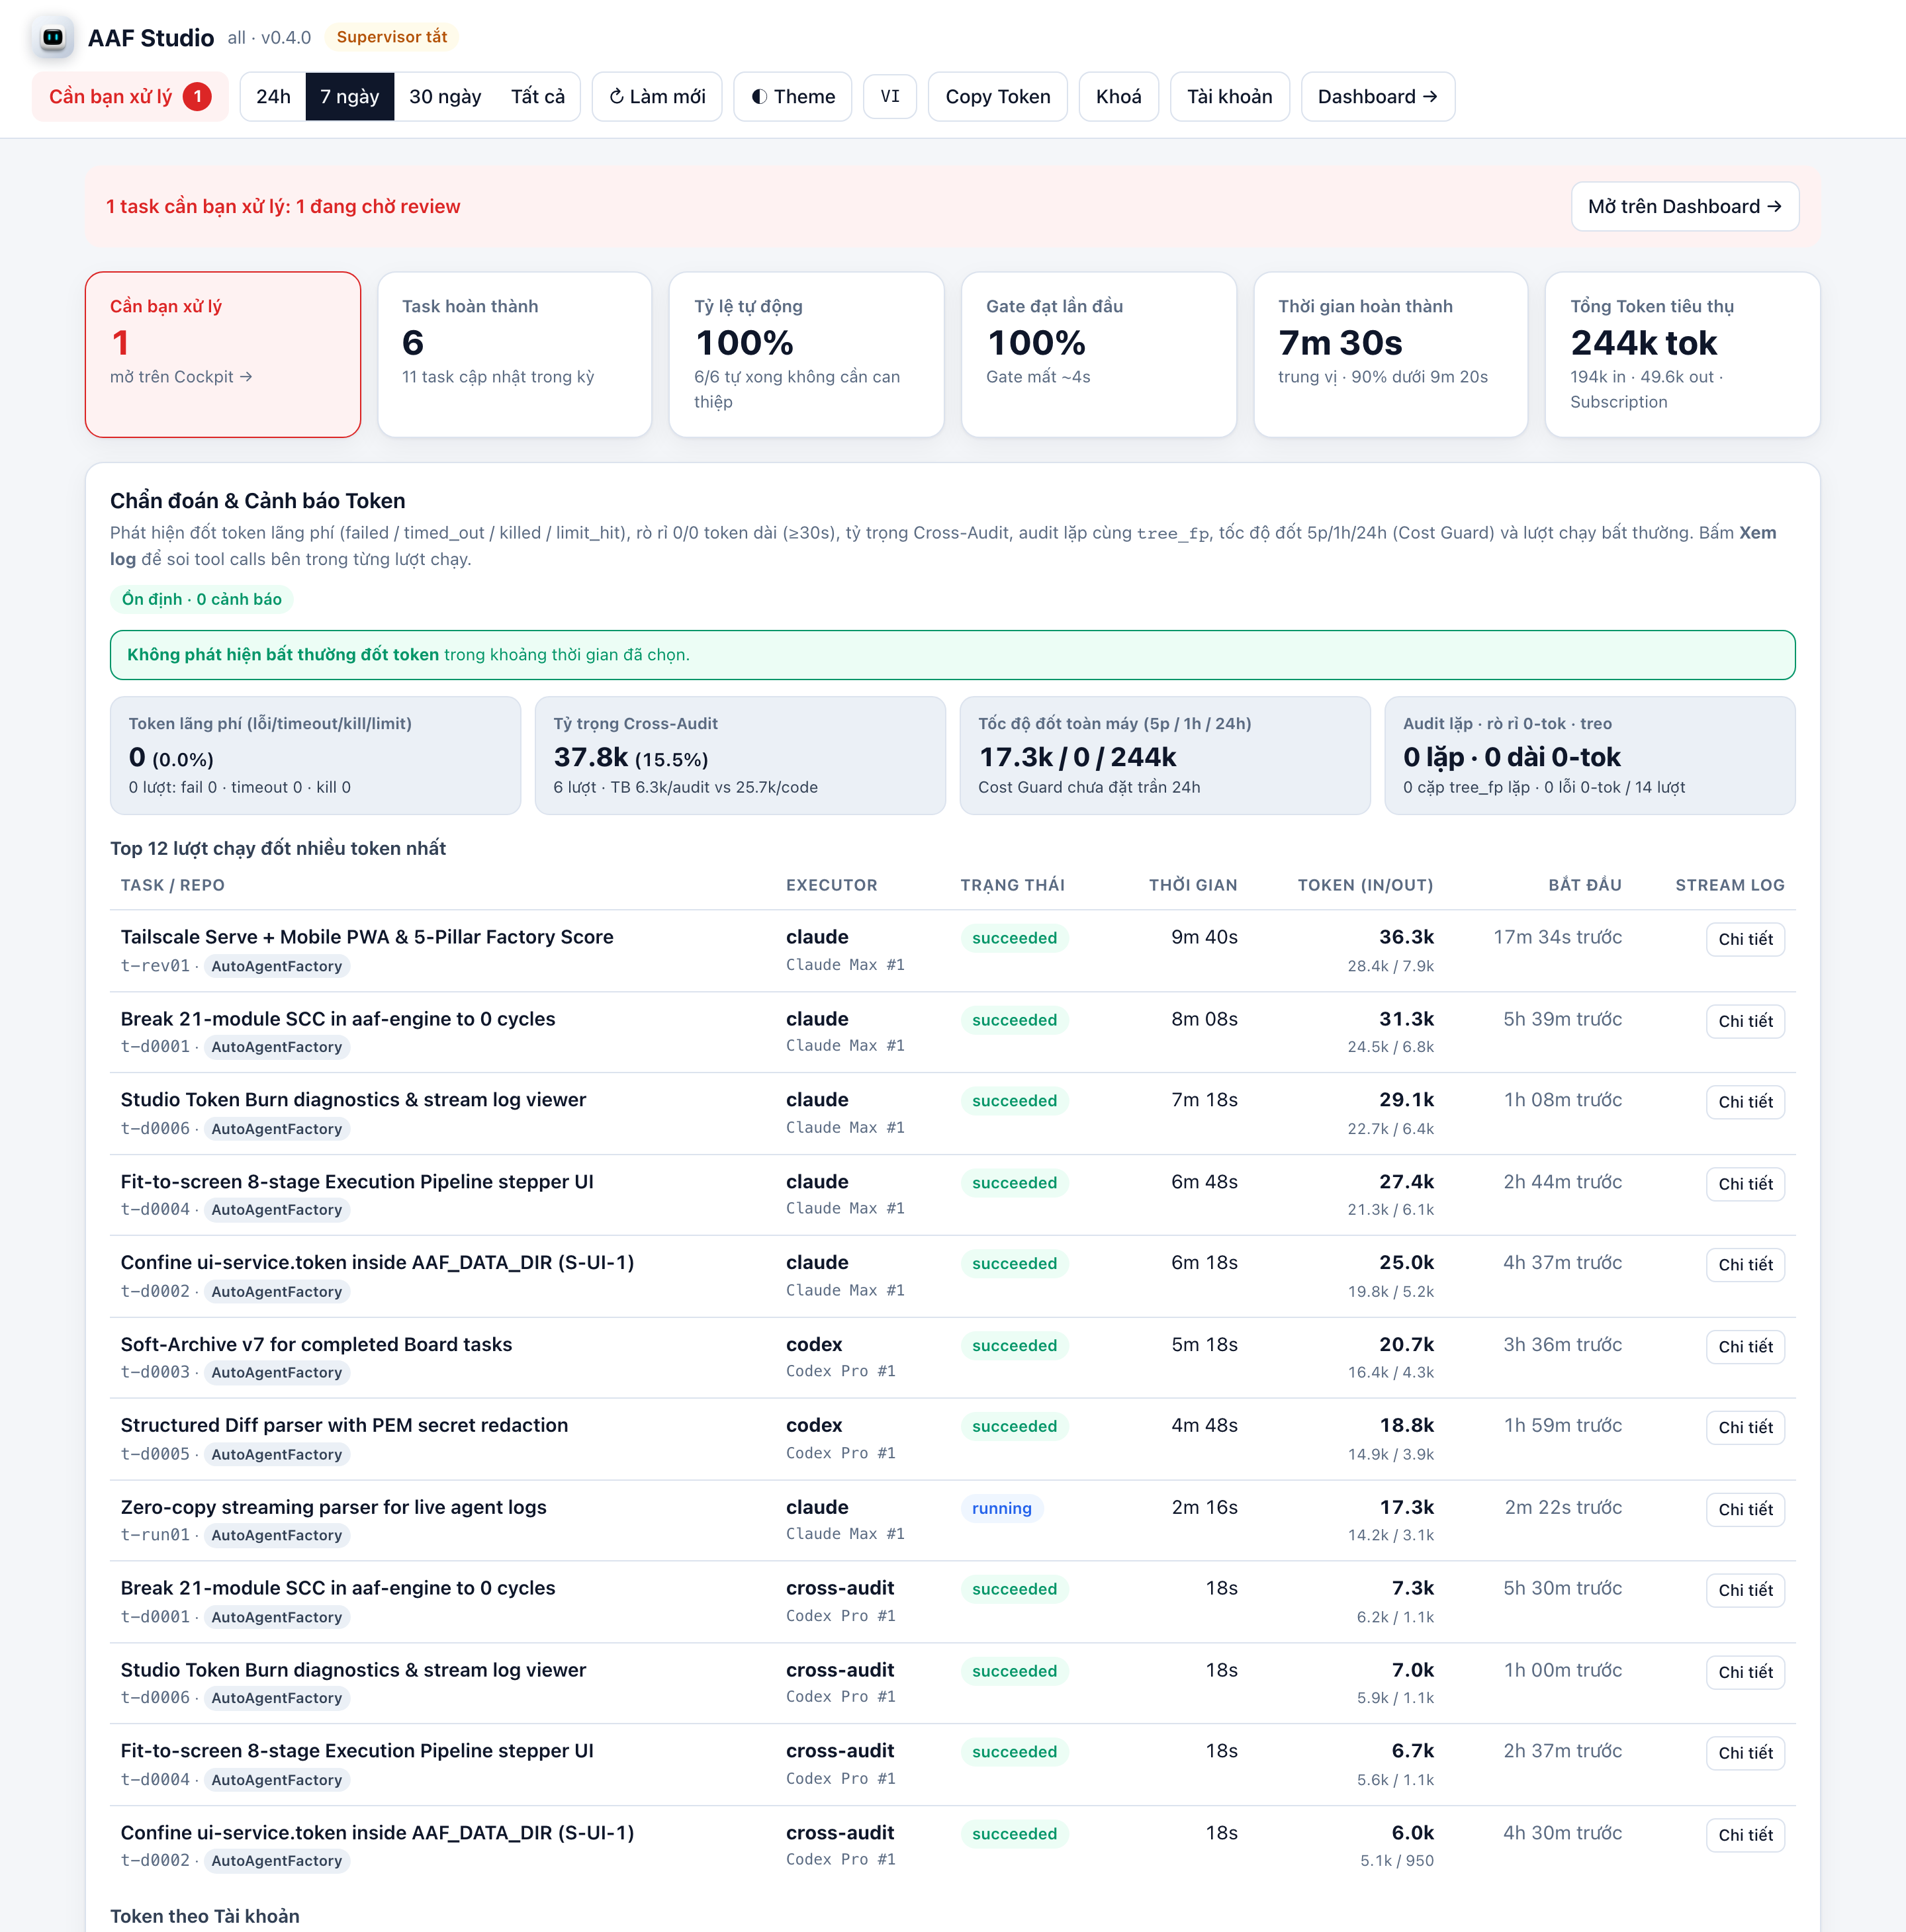 AAF Studio all · v0.4.0 Supervisor tắt
Cần bạn xử lý 1 24h 7 ngày 30 ngày Tất cả ↻ Làm mới ◐ Theme VI Copy Token Khoá Tài khoản Dashboard →
1 task cần bạn xử lý: 1 đang chờ review Mở trên Dashboard →
Cần bạn xử lý
1
mở trên Cockpit →
Task hoàn thành
6
11 task cập nhật trong kỳ
Tỷ lệ tự động
100%
6/6 tự xong không cần can
thiệp
Gate đạt lần đầu
100%
Gate mất ~4s
Thời gian hoàn thành
7m 30s
trung vị · 90% dưới 9m 20s
Tổng Token tiêu thụ
244k tok
194k in · 49.6k out ·
Subscription
Chẩn đoán & Cảnh báo Token
Phát hiện đốt token lãng phí (failed / timed_out / killed / limit_hit), rò rỉ 0/0 token dài (≥30s), tỷ trọng Cross-Audit, audit lặp cùng tree_fp, tốc độ đốt 5p/1h/24h (Cost Guard) và lượt chạy bất thường. Bấm Xem
log để soi tool calls bên trong từng lượt chạy.
Ổn định · 0 cảnh báo
Không phát hiện bất thường đốt token trong khoảng thời gian đã chọn.
Token lãng phí (lỗi/timeout/kill/limit)
0 (0.0%)
0 lượt: fail 0 · timeout 0 · kill 0
Tỷ trọng Cross-Audit
37.8k (15.5%)
6 lượt · TB 6.3k/audit vs 25.7k/code
Tốc độ đốt toàn máy (5p / 1h / 24h)
17.3k / 0 / 244k
Cost Guard chưa đặt trần 24h
Audit lặp · rò rỉ 0-tok · treo
0 lặp · 0 dài 0-tok
0 cặp tree_fp lặp · 0 lỗi 0-tok / 14 lượt
Top 12 lượt chạy đốt nhiều token nhất
TASK / REPO EXECUTOR TRẠNG THÁI THỜI GIAN TOKEN (IN/OUT) BẮT ĐẦU STREAM LOG
Tailscale Serve + Mobile PWA & 5-Pillar Factory Score claude succeeded 9m 40s 36.3k 17m 34s trước Chi tiết
t-rev01 · AutoAgentFactory Claude Max #1 28.4k / 7.9k
Break 21-module SCC in aaf-engine to 0 cycles claude succeeded 8m 08s 31.3k 5h 39m trước Chi tiết
t-d0001 · AutoAgentFactory Claude Max #1 24.5k / 6.8k
Studio Token Burn diagnostics & stream log viewer claude succeeded 7m 18s 29.1k 1h 08m trước Chi tiết
t-d0006 · AutoAgentFactory Claude Max #1 22.7k / 6.4k
Fit-to-screen 8-stage Execution Pipeline stepper UI claude succeeded 6m 48s 27.4k 2h 44m trước Chi tiết
t-d0004 · AutoAgentFactory Claude Max #1 21.3k / 6.1k
Confine ui-service.token inside AAF_DATA_DIR (S-UI-1) claude succeeded 6m 18s 25.0k 4h 37m trước Chi tiết
t-d0002 · AutoAgentFactory Claude Max #1 19.8k / 5.2k
Soft-Archive v7 for completed Board tasks codex succeeded 5m 18s 20.7k 3h 36m trước Chi tiết
t-d0003 · AutoAgentFactory Codex Pro #1 16.4k / 4.3k
Structured Diff parser with PEM secret redaction codex succeeded 4m 48s 18.8k 1h 59m trước Chi tiết
t-d0005 · AutoAgentFactory Codex Pro #1 14.9k / 3.9k
Zero-copy streaming parser for live agent logs claude running 2m 16s 17.3k 2m 22s trước Chi tiết
t-run01 · AutoAgentFactory Claude Max #1 14.2k / 3.1k
Break 21-module SCC in aaf-engine to 0 cycles cross-audit succeeded 18s 7.3k 5h 30m trước Chi tiết
t-d0001 · AutoAgentFactory Codex Pro #1 6.2k / 1.1k
Studio Token Burn diagnostics & stream log viewer cross-audit succeeded 18s 7.0k 1h 00m trước Chi tiết
t-d0006 · AutoAgentFactory Codex Pro #1 5.9k / 1.1k
Fit-to-screen 8-stage Execution Pipeline stepper UI cross-audit succeeded 18s 6.7k 2h 37m trước Chi tiết
t-d0004 · AutoAgentFactory Codex Pro #1 5.6k / 1.1k
Confine ui-service.token inside AAF_DATA_DIR (S-UI-1) cross-audit succeeded 18s 6.0k 4h 30m trước Chi tiết
t-d0002 · AutoAgentFactory Codex Pro #1 5.1k / 950
Token theo Tài khoản